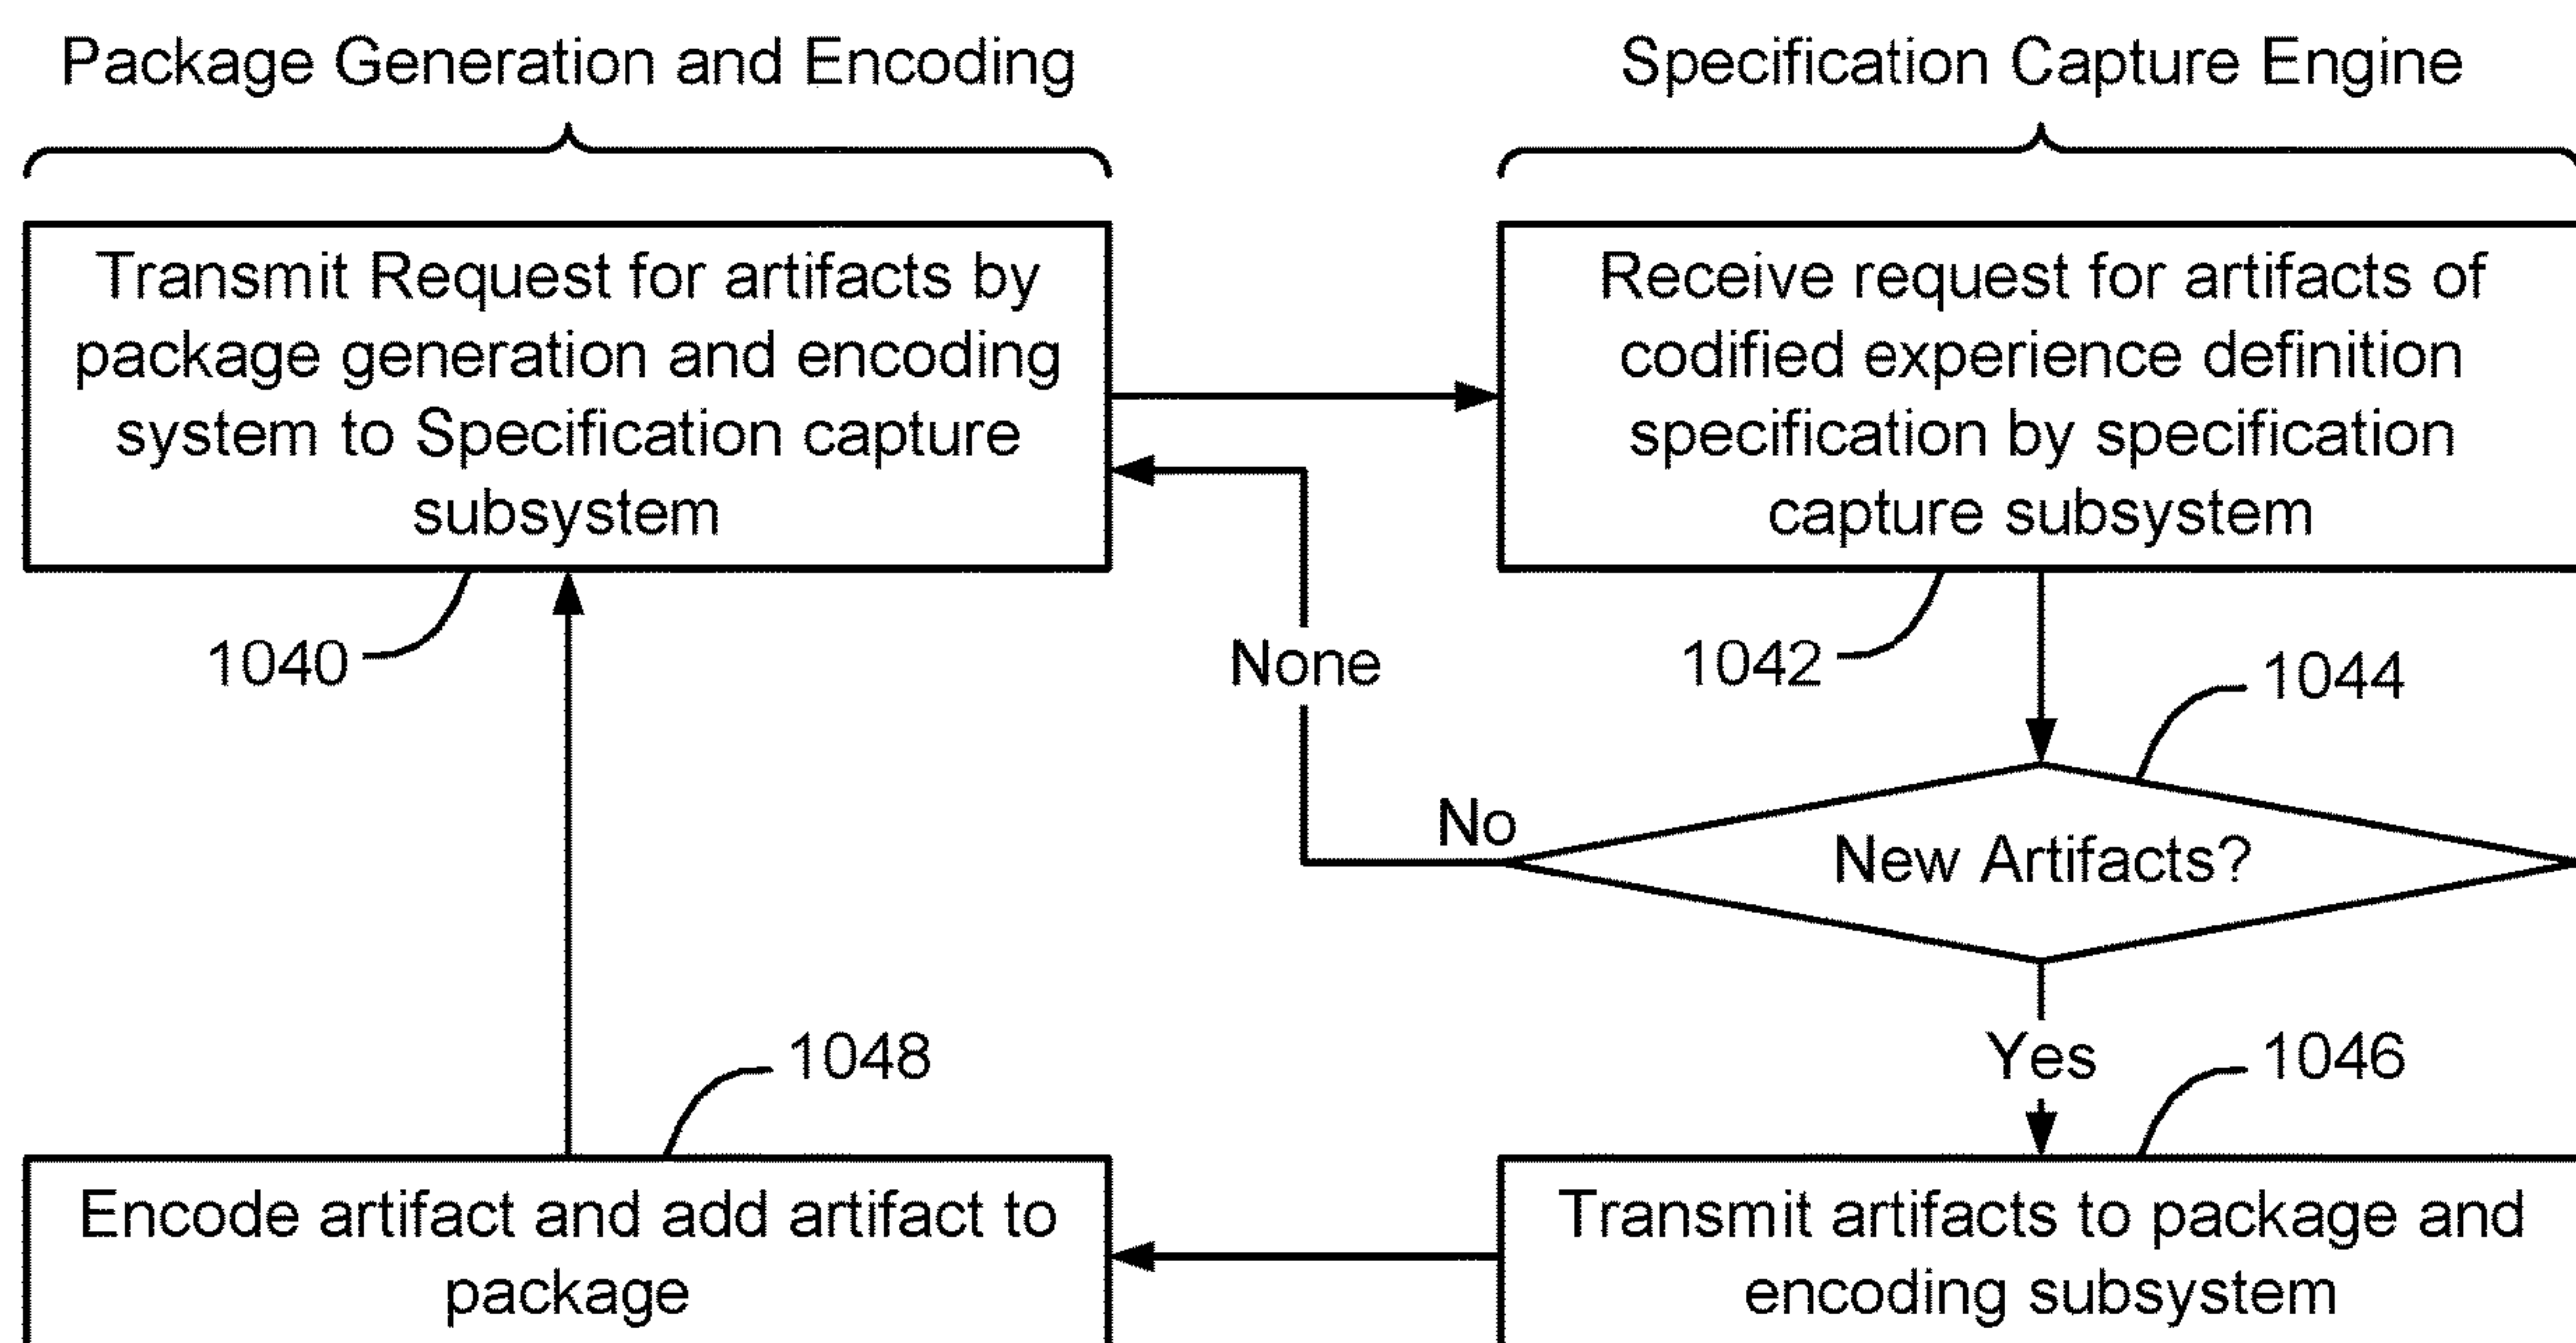 Package Generation and Encoding
Specification Capture Engine
Transmit Request for artifacts by
package generation and encoding
system to Specification capture
subsystem
Receive request for artifacts of
codified experience definition
specification by specification
capture subsystem
1040
None
1042
1044
No
New Artifacts?
Yes
1048
1046
Encode artifact and add artifact to
package
Transmit artifacts to package and
encoding subsystem